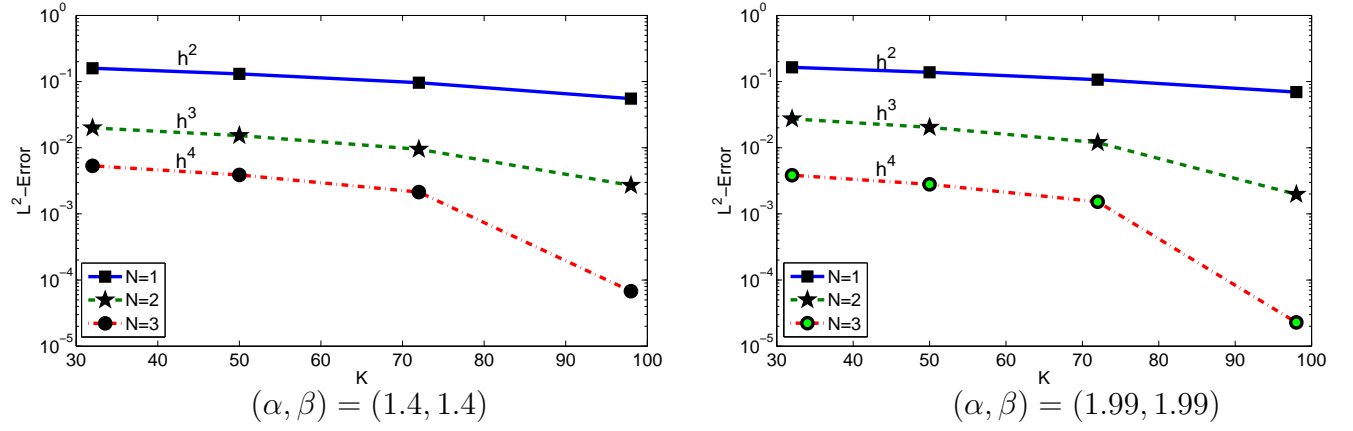 10^0
10^{-1}
10^{-2}
10^{-3}
10^{-4}
10^{-5}
L^2−Error
h^2
h^3
h^4
N=1
N=2
N=3
30 40 50 60 70 80 90 100
K
(α, β) = (1.4, 1.4)
10^0
10^{-1}
10^{-2}
10^{-3}
10^{-4}
10^{-5}
L^2−Error
h^2
h^3
h^4
N=1
N=2
N=3
30 40 50 60 70 80 90 100
K
(α, β) = (1.99, 1.99)